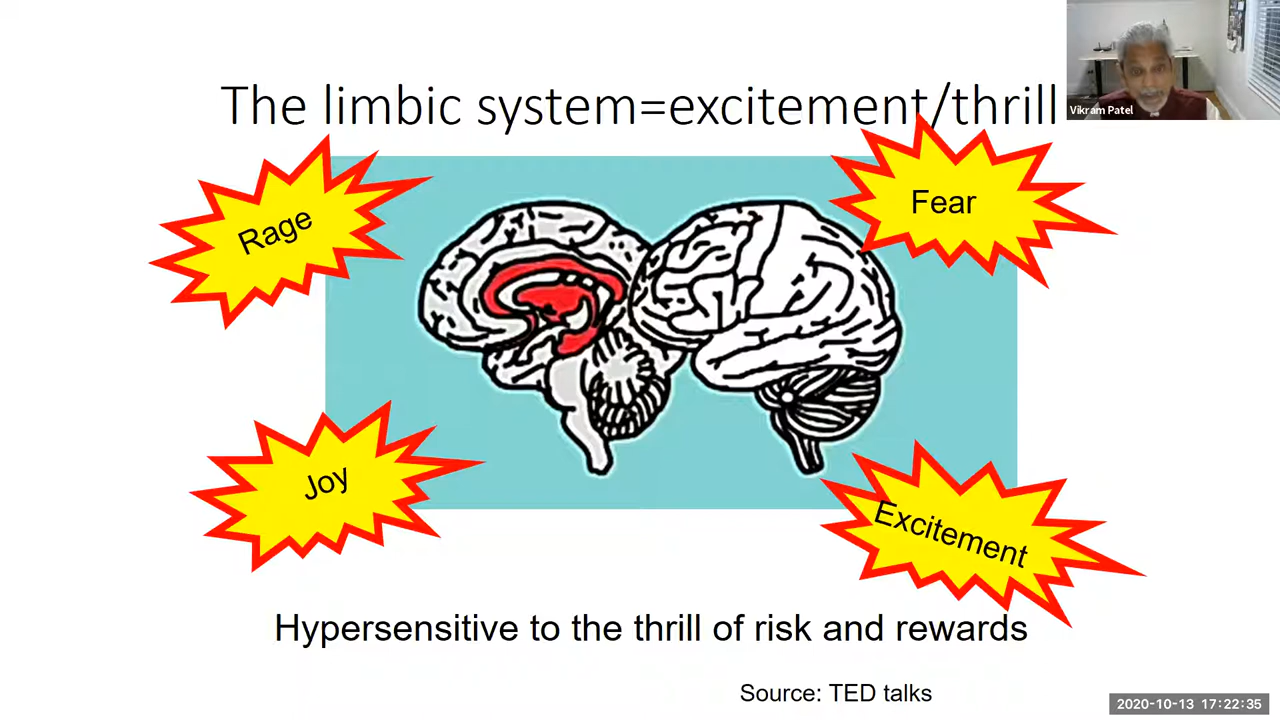 The limbic system=excitement/thrill
Vikram Patel
Rage
Fear
Joy
Excitement
Hypersensitive to the thrill of risk and rewards
Source: TED talks
2020-10-13 17:22:35